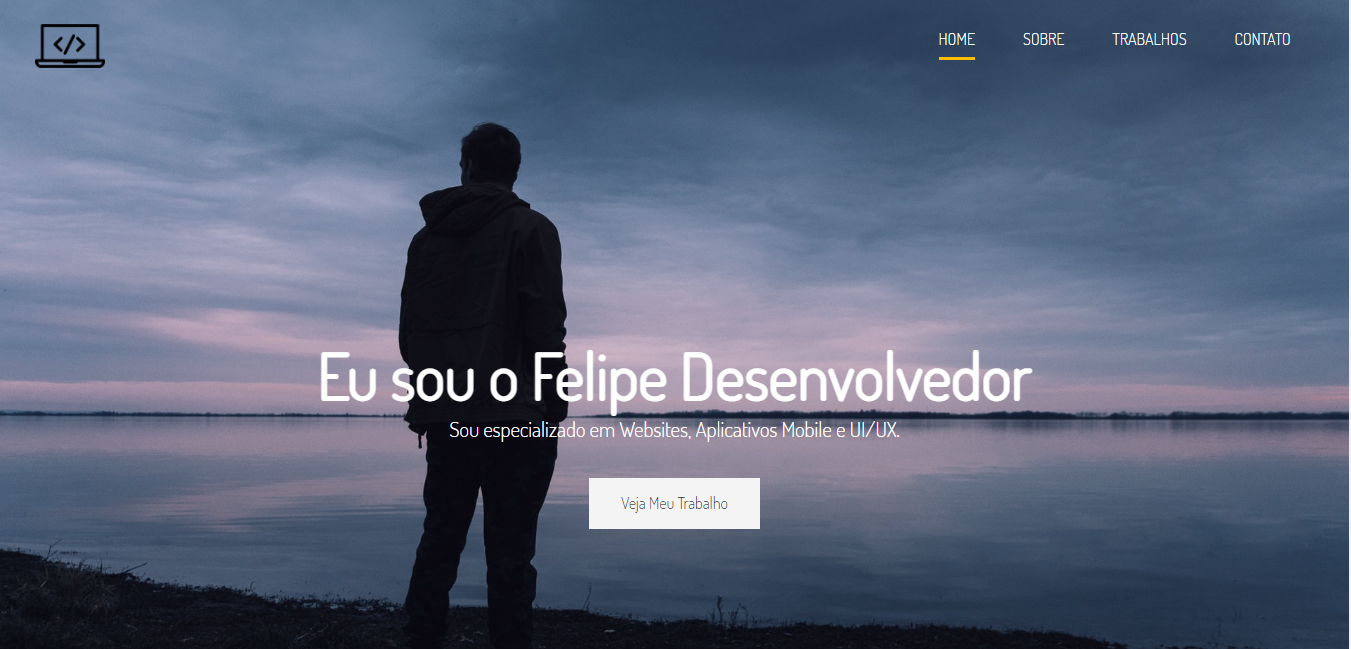 </>
HOME SOBRE TRABALHOS CONTATO
Eu sou o Felipe Desenvolvedor
Sou especializado em Websites, Aplicativos Mobile e UI/UX.
Veja Meu Trabalho